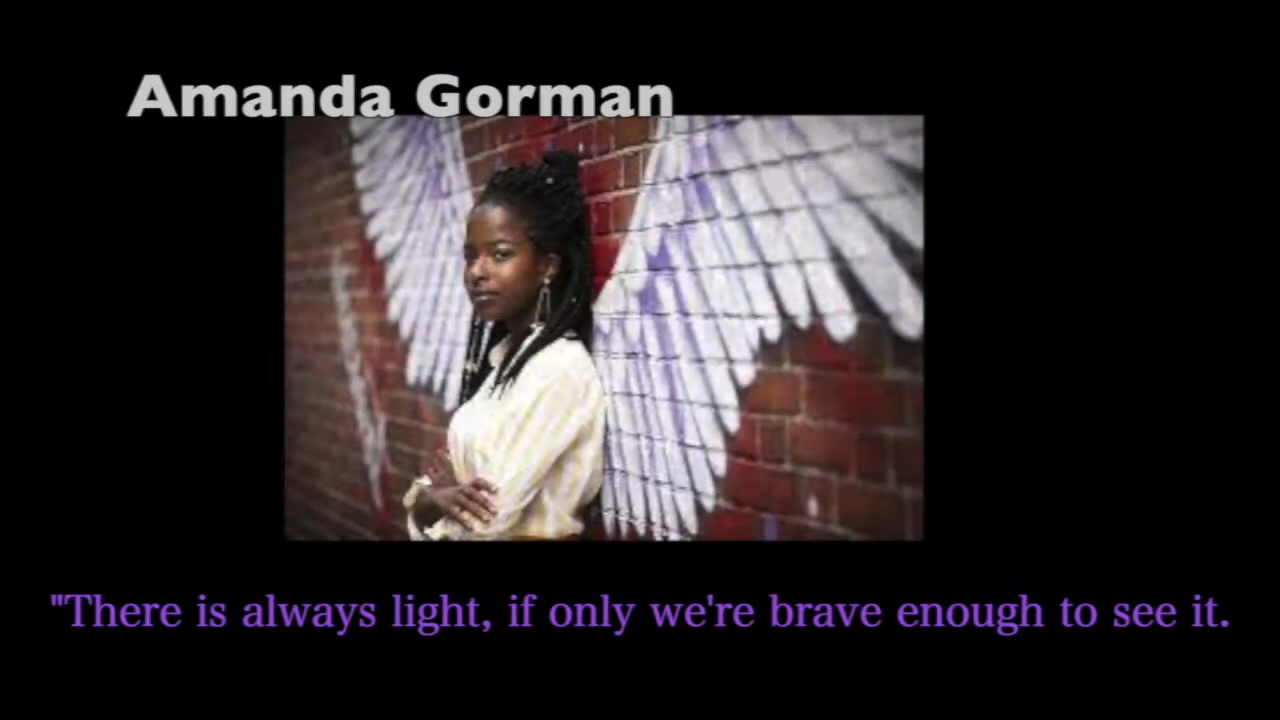 Amanda Gorman
"There is always light, if only we're brave enough to see it.